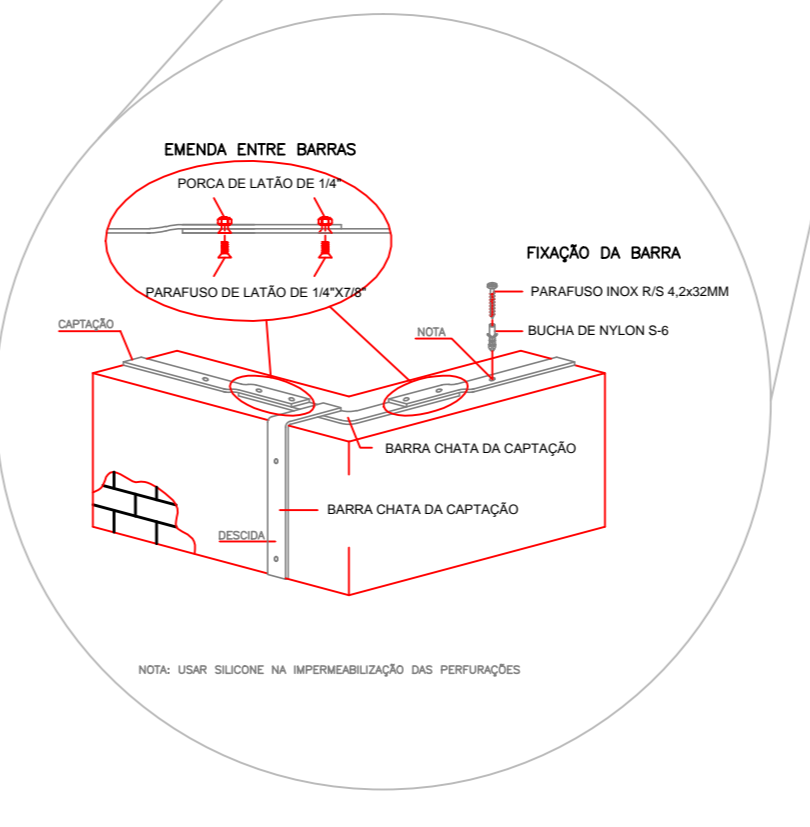 EMENDA ENTRE BARRAS
PORCA DE LATÃO DE 1/4"
PARAFUSO DE LATÃO DE 1/4"X7/8"
FIXAÇÃO DA BARRA
PARAFUSO INOX R/S 4,2x32MM
BUCHA DE NYLON S-6
CAPTAÇÃO
NOTA
BARRA CHATA DA CAPTAÇÃO
BARRA CHATA DA CAPTAÇÃO
DESCIDA
NOTA: USAR SILICONE NA IMPERMEABILIZAÇÃO DAS PERFURAÇÕES